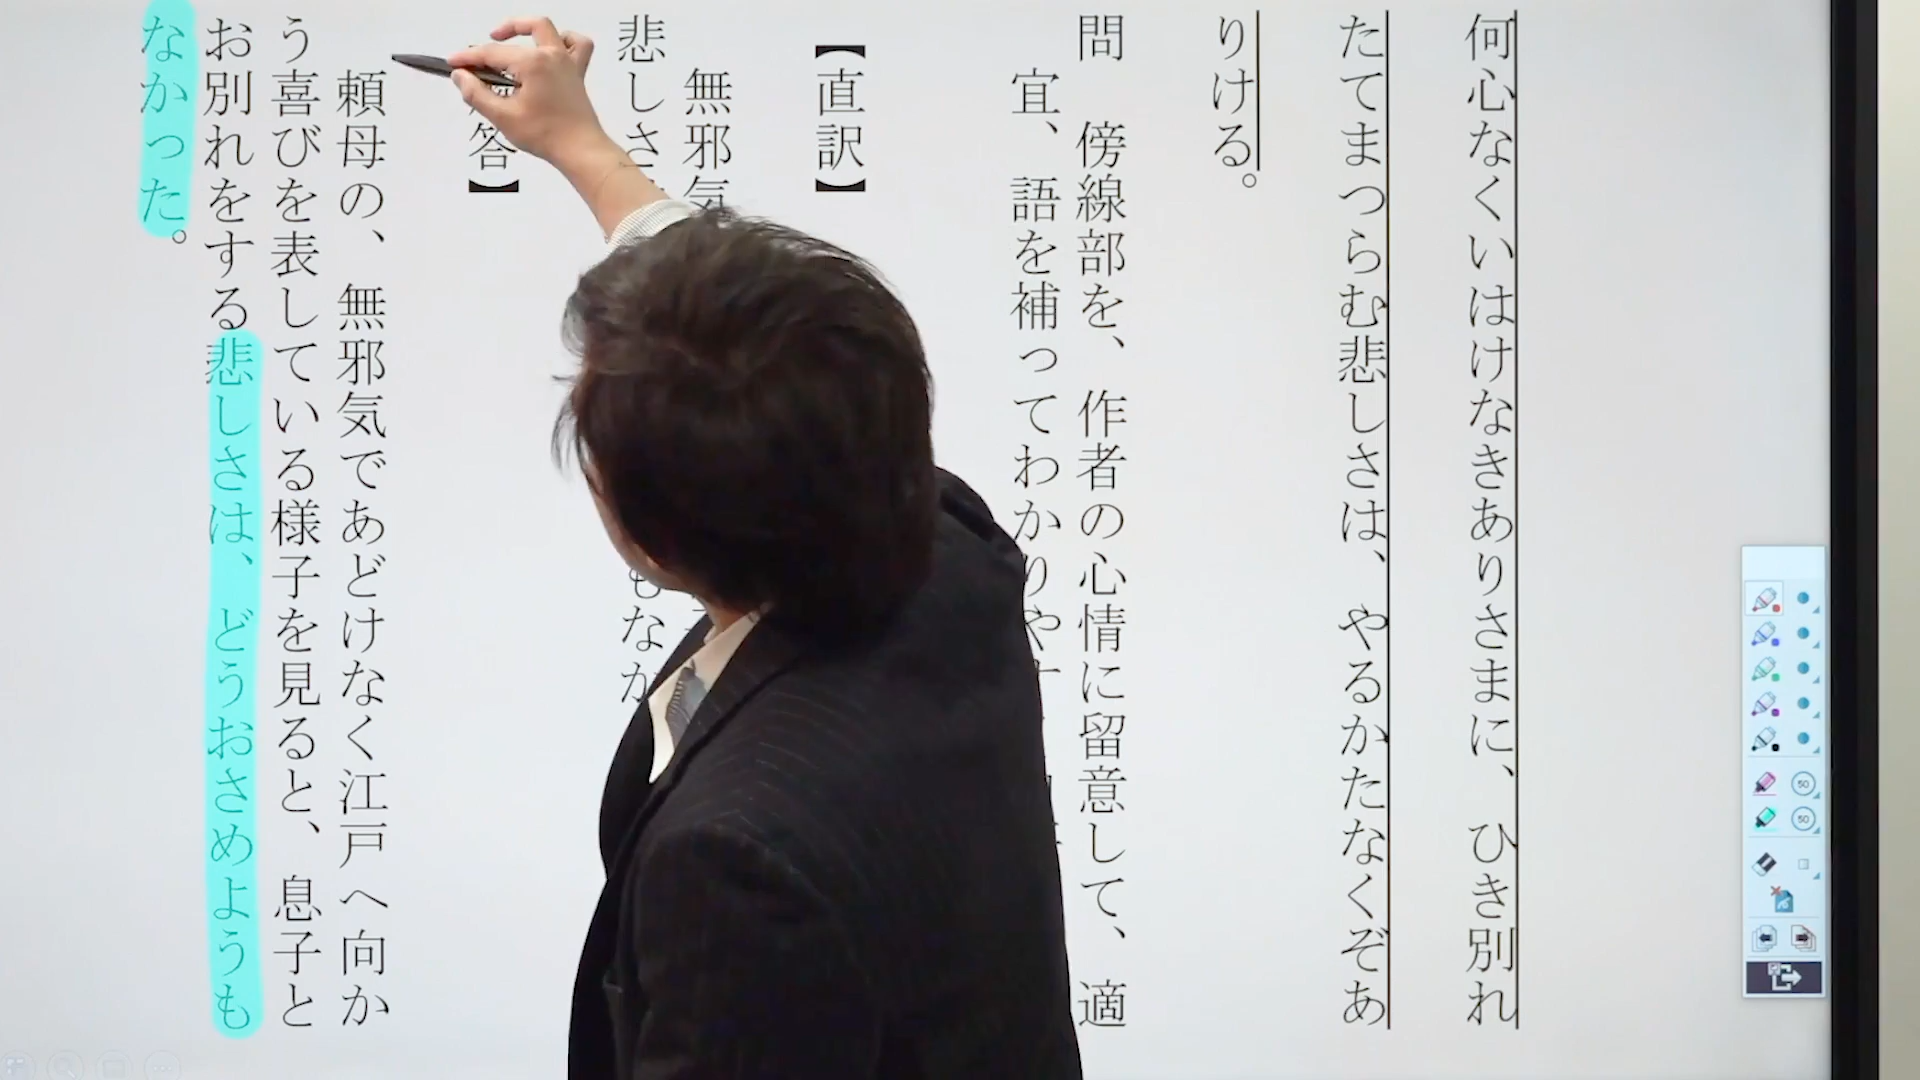 何心なくいはけなきありさまに、ひき別れ
たてまつらむ悲しさは、やるかたなくぞあ
りける。
問　傍線部を、作者の心情に留意して、適
宜、語を補ってわかりやす
【直訳】
無邪気
悲しさ
もなか
答】
頼母の、無邪気であどけなく江戸へ向か
う喜びを表している様子を見ると、息子と
お別れをする悲しさは、どうおさめようも
なかった。
50
50